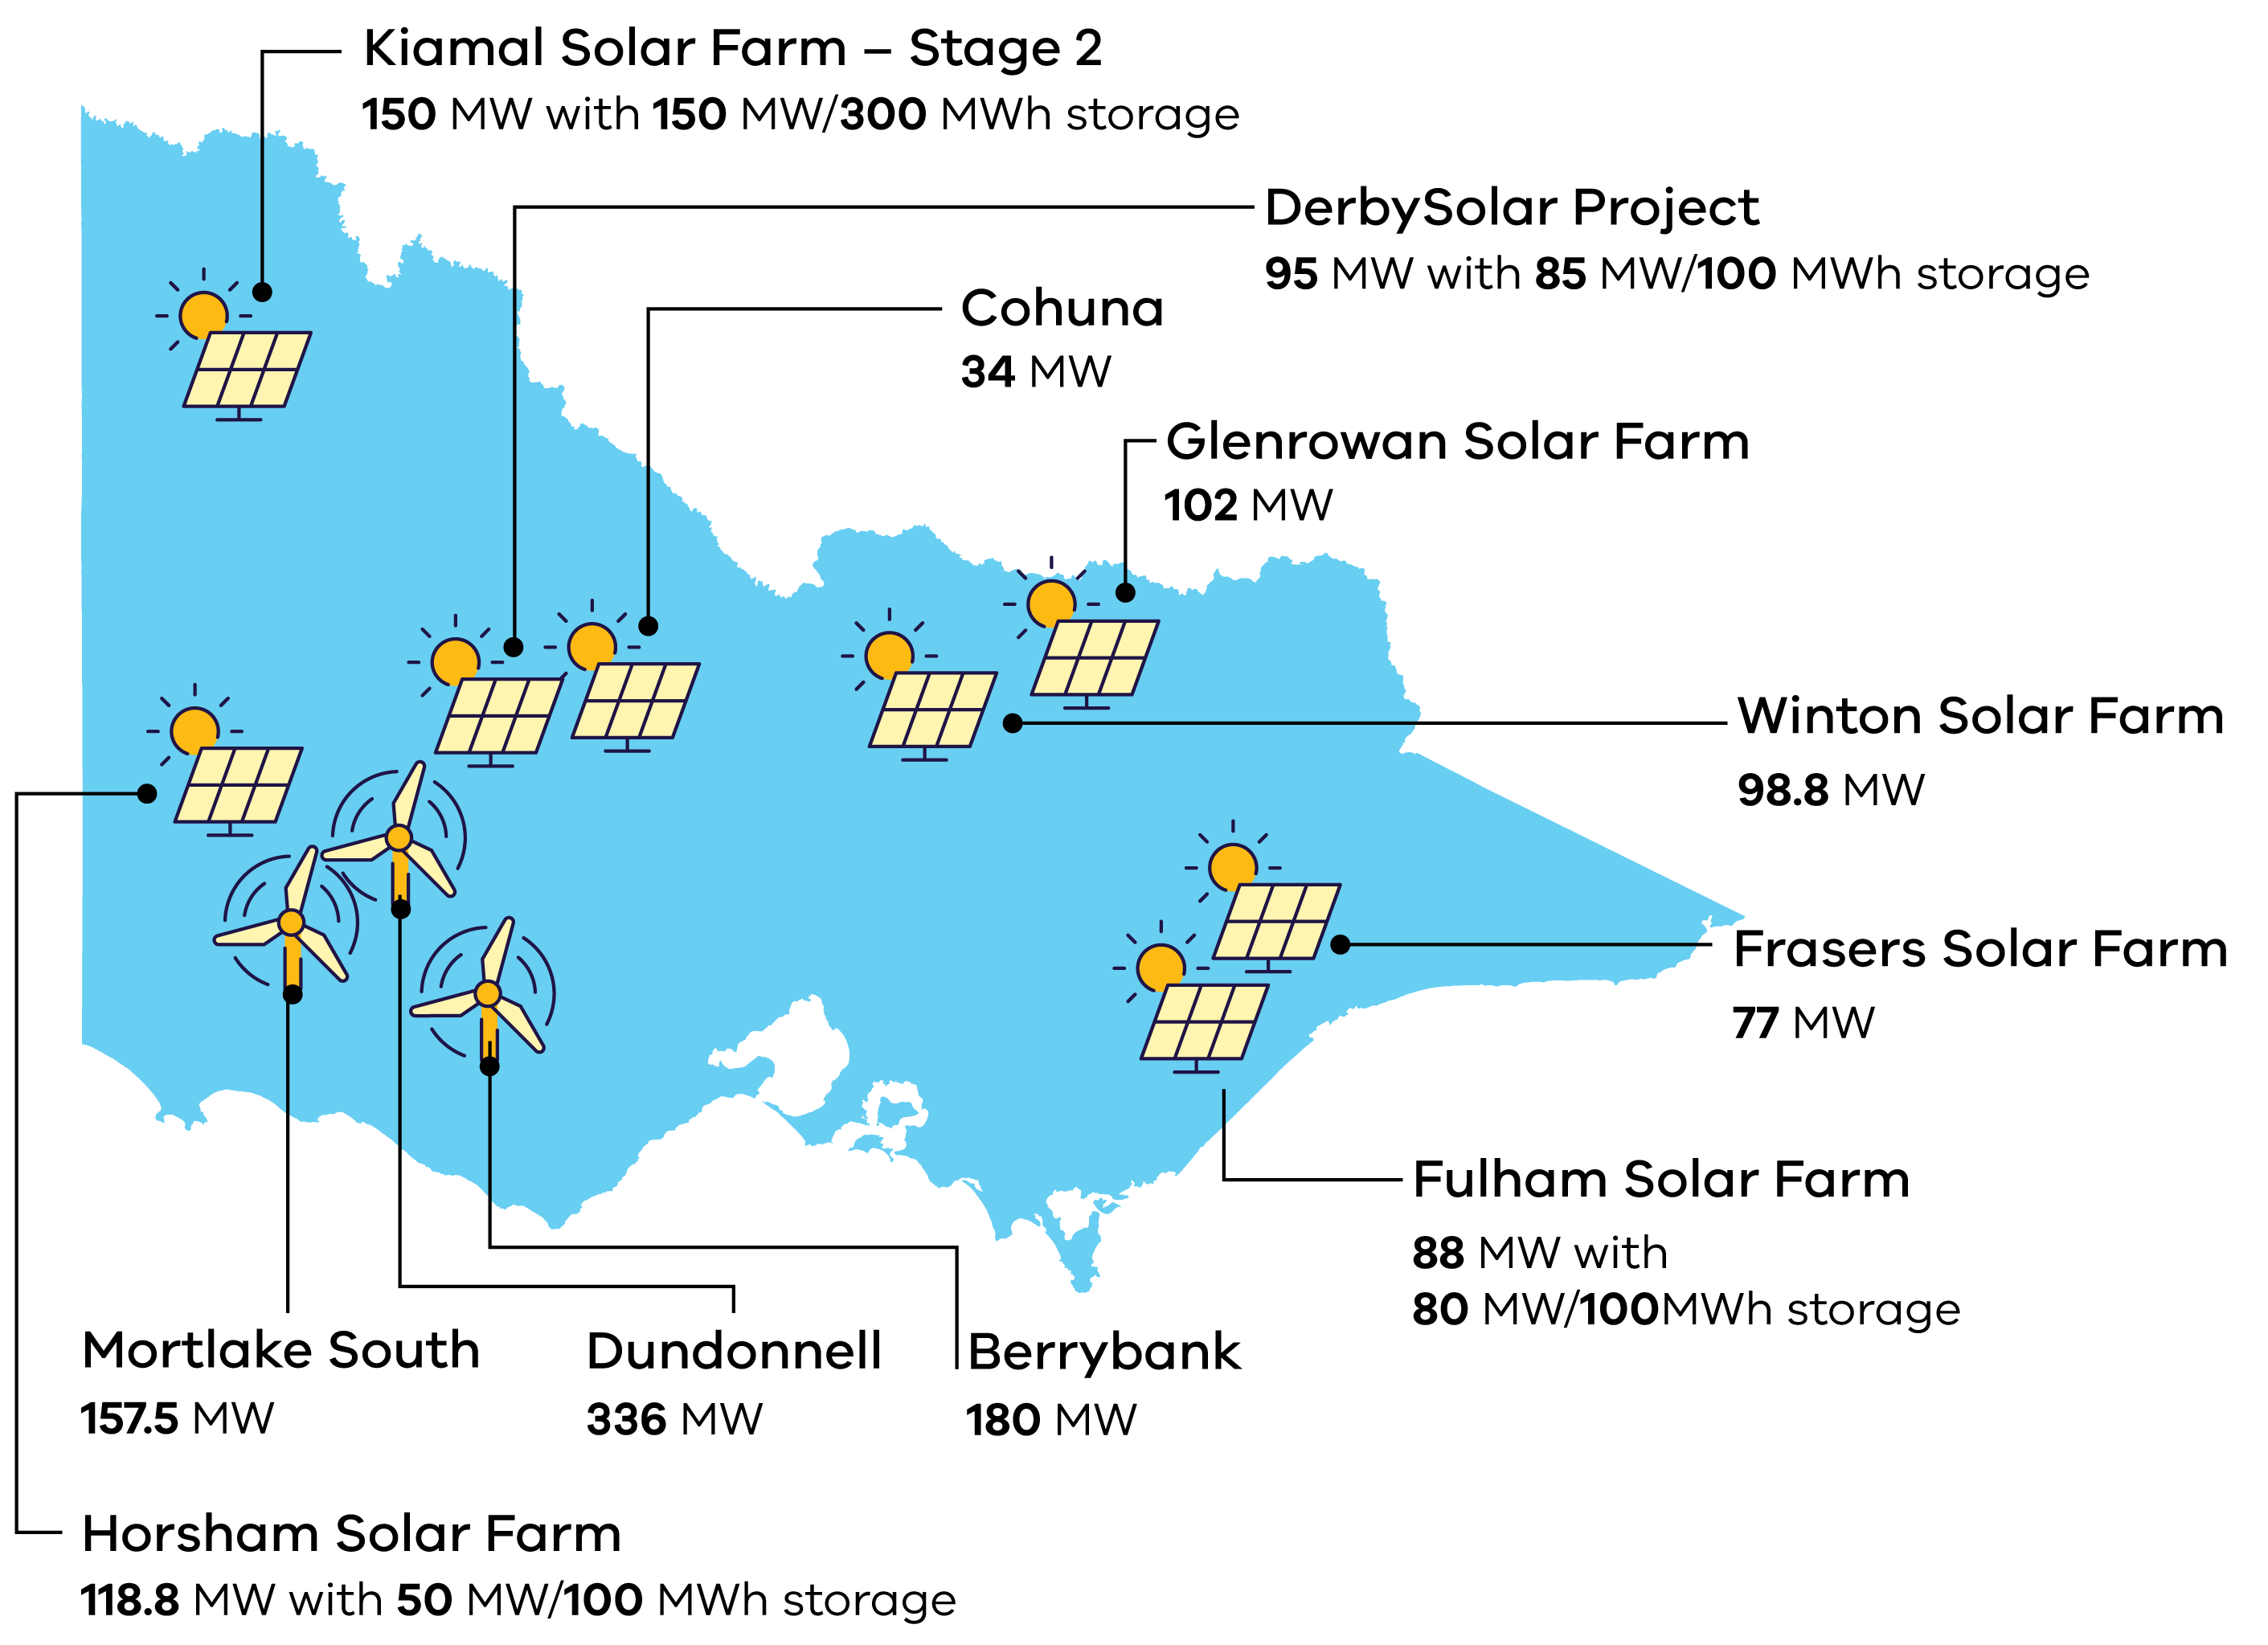 Kiamal Solar Farm – Stage 2
150 MW with 150 MW/300 MWh storage
DerbySolar Project
95 MW with 85 MW/100 MWh storage
Cohuna
34 MW
Glenrowan Solar Farm
102 MW
Winton Solar Farm
98.8 MW
Frasers Solar Farm
77 MW
Fulham Solar Farm
88 MW with
80 MW/100MWh storage
Mortlake South
157.5 MW
Dundonnell
336 MW
Berrybank
180 MW
Horsham Solar Farm
118.8 MW with 50 MW/100 MWh storage